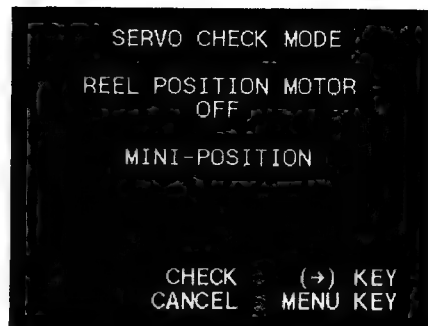 SERVO CHECK MODE
REEL POSITION MOTOR
OFF
MINI-POSITION
CHECK (→) KEY
CANCEL MENU KEY